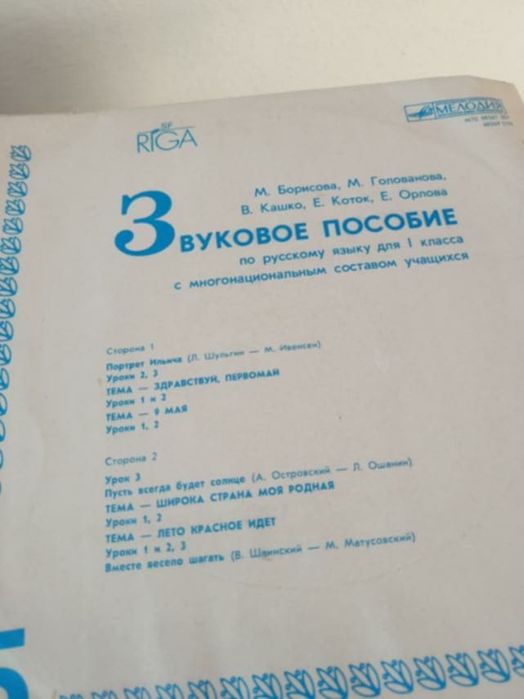 RĪGA
МЕЛОДИЯ
М. Борисова, М. Голованова,
В. Кашко, Е. Коток, Е. Орлова
ЗВУКОВОЕ ПОСОБИЕ
по русскому языку для I класса
с многонациональным составом учащихся
Сторона 1
Портрет Ильича (Л. Шульгин — М. Ивенсен)
Уроки 2, 3
ТЕМА — ЗДРАВСТВУЙ, ПЕРВОМАЙ
Уроки 1 и 2
ТЕМА — 9 МАЯ
Уроки 1, 2
Сторона 2
Урок 3
Пусть всегда будет солнце (А. Островский — Л. Ошанин)
ТЕМА — ШИРОКА СТРАНА МОЯ РОДНАЯ
Уроки 1, 2
ТЕМА — ЛЕТО КРАСНОЕ ИДЕТ
Уроки 1 и 2, 3
Вместе весело шагать (В. Шаинский — М. Матусовский)